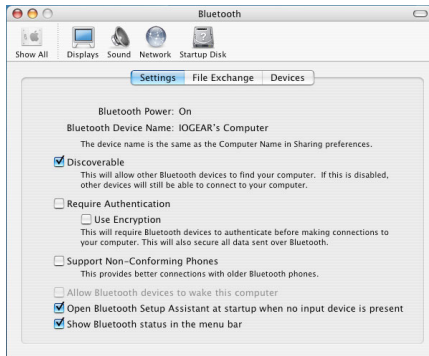 Bluetooth
Show All Displays Sound Network Startup Disk
Settings File Exchange Devices
Bluetooth Power: On
Bluetooth Device Name: IOGEAR's Computer
The device name is the same as the Computer Name in Sharing preferences.
Discoverable
This will allow other Bluetooth devices to find your computer. If this is disabled,
other devices will still be able to connect to your computer.
Require Authentication
Use Encryption
This will require Bluetooth devices to authenticate before making connections to
your computer. This will also secure all data sent over Bluetooth.
Support Non-Conforming Phones
This provides better connections with older Bluetooth phones.
Allow Bluetooth devices to wake this computer
Open Bluetooth Setup Assistant at startup when no input device is present
Show Bluetooth status in the menu bar